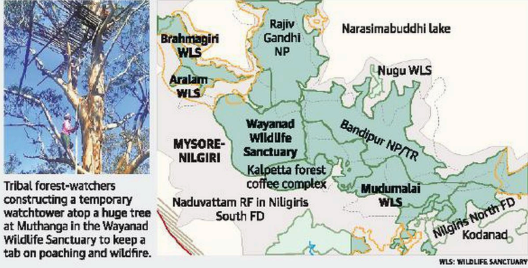 Tribal forest-watchers
constructing a temporary
watchtower atop a huge tree
at Muthanga in the Wayanad
Wildlife Sanctuary to keep a
tab on poaching and wildfire.
Brahmagiri
WLS
Aralam
WLS
Rajiv
Gandhi
NP
Narasimabuddhi lake
Nugu WLS
MYSORE-
NILGIRI
Wayanad
Wildlife
Sanctuary
Bandipur NP/TR
Kalpetta forest
coffee complex
Mudumalai
WLS
Naduvattam RF in Niligiris
South FD
Nilgiris North FD
Kodanad
WLS: WILDLIFE SANCTUARY